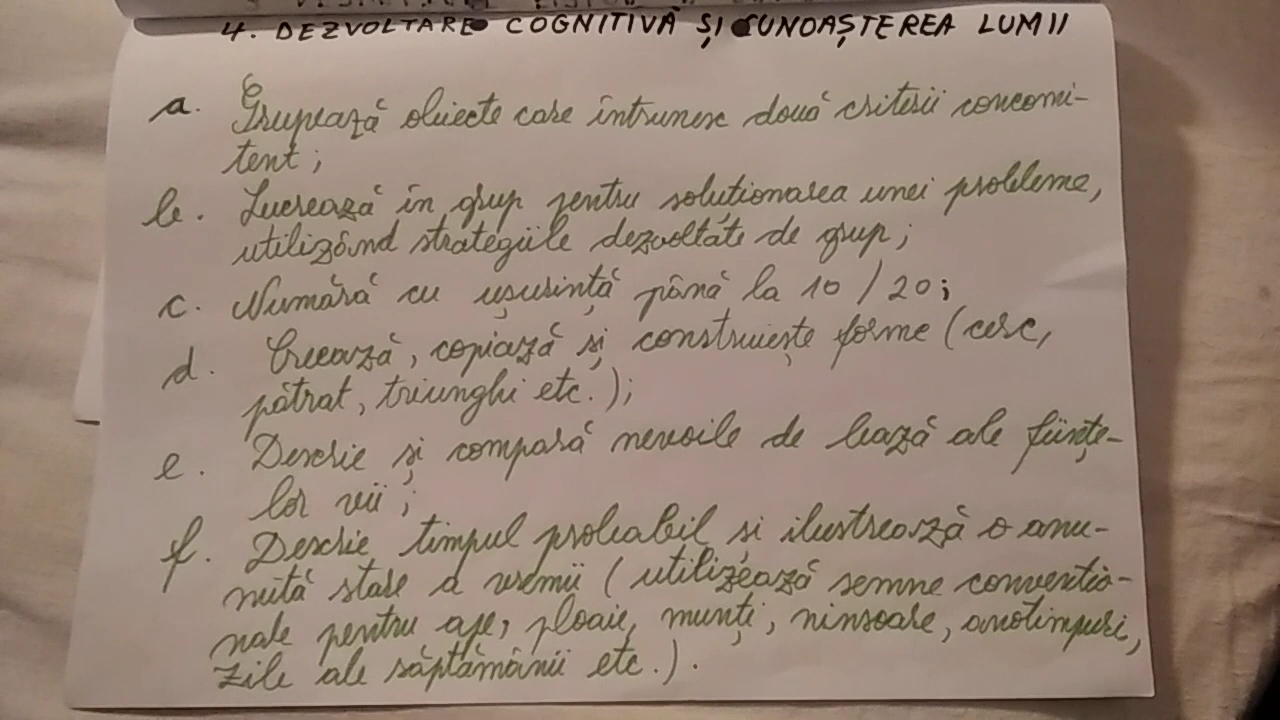 4. DEZVOLTARE COGNITIVĂ ȘI CUNOAȘTEREA LUMII
a. Grupează obiecte care întrunesc două criterii concomi-
tent;
b. Lucrează în grup pentru soluționarea unei probleme,
utilizând strategiile dezvoltate de grup;
c. Numără cu ușurință până la 10 / 20;
d. Creează, copiază și construiește forme (cerc,
pătrat, triunghi etc.);
e. Descrie și compară nevoile de bază ale ființe-
lor vii;
f. Descrie timpul probabil și ilustrează o anu-
mită stare a vremii (utilizează semne convențio-
nale pentru ape, ploaie, munți, ninsoare, anotimpuri,
zile ale săptămânii etc.).